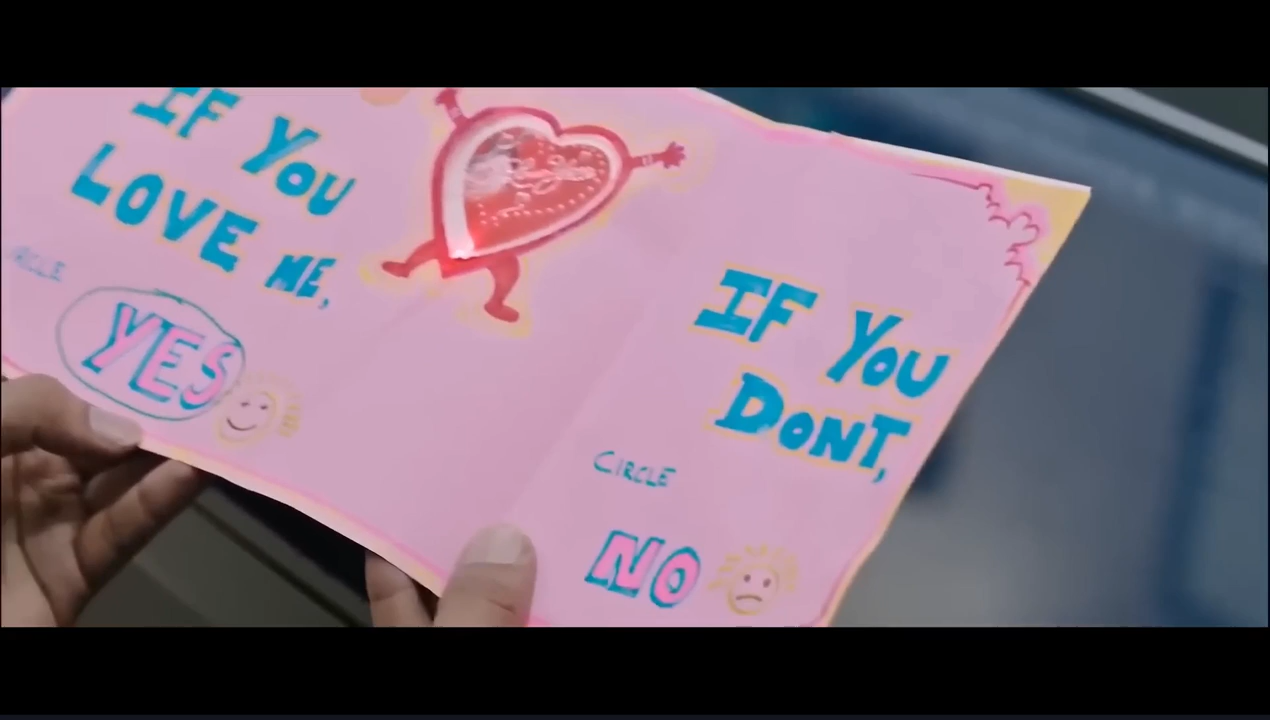 IF YOU
LOVE ME,
CIRCLE
YES
IF YOU
DONT,
CIRCLE
NO